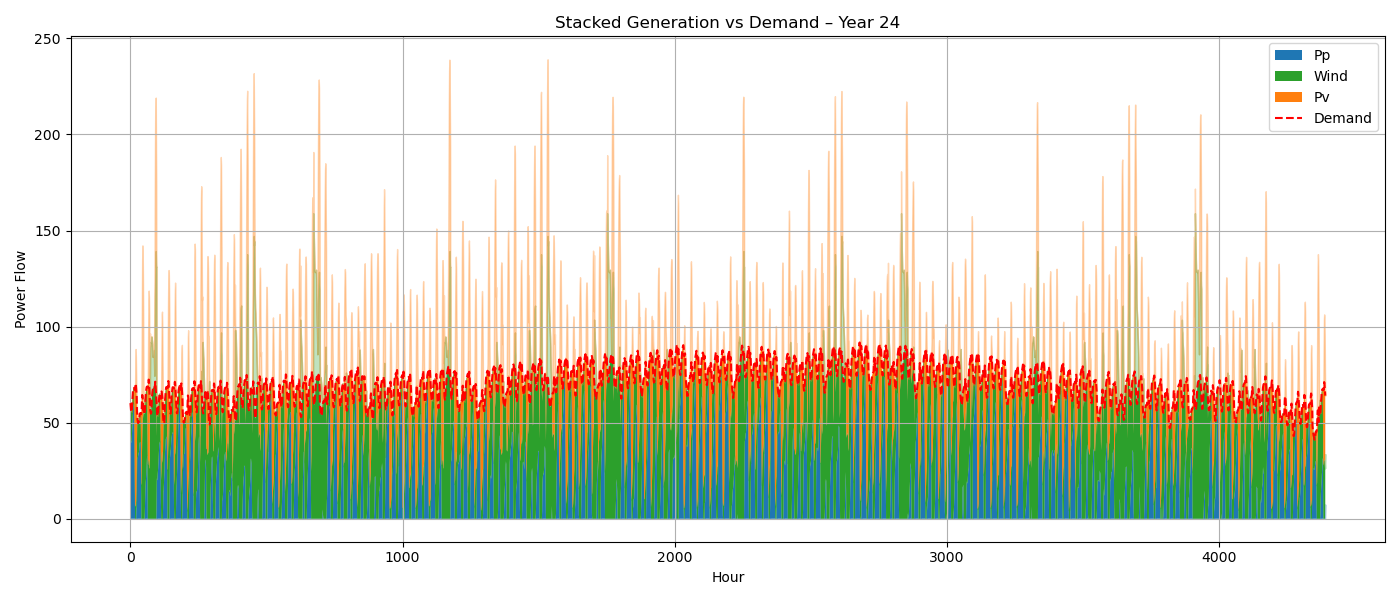 Stacked Generation vs Demand – Year 24
Power Flow
250
200
150
100
50
0
0 1000 2000 3000 4000
Hour
Pp
Wind
Pv
Demand